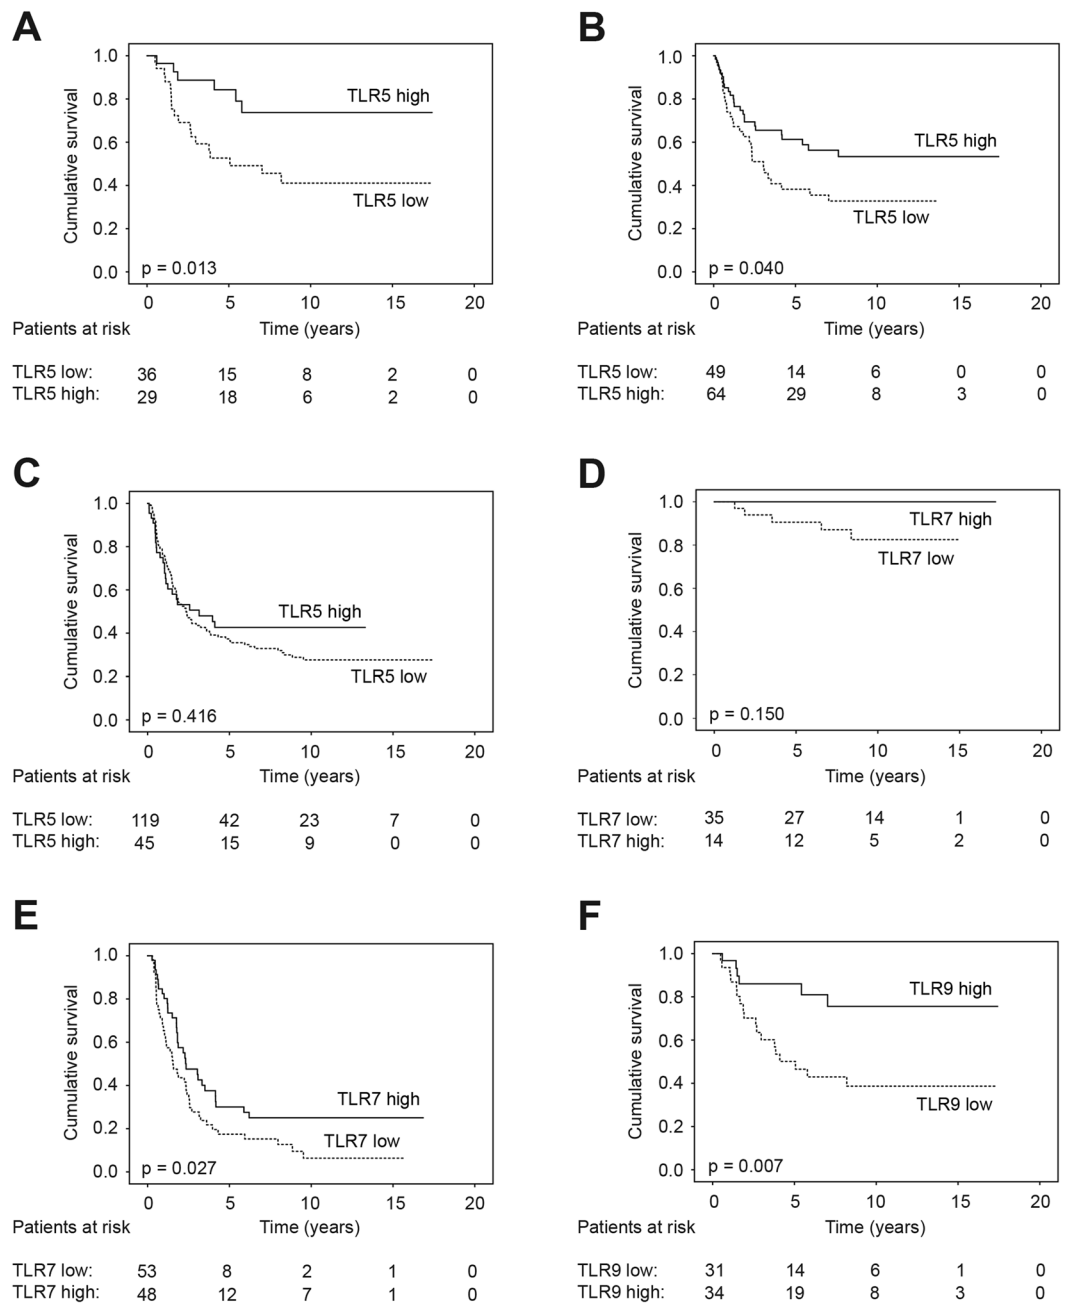 A
Cumulative survival
1.0
0.8
0.6
0.4
0.2
0.0
TLR5 high
TLR5 low
p = 0.013
0 5 10 15 20
Patients at risk Time (years)
TLR5 low: 36 15 8 2 0
TLR5 high: 29 18 6 2 0
B
Cumulative survival
1.0
0.8
0.6
0.4
0.2
0.0
TLR5 high
TLR5 low
p = 0.040
0 5 10 15 20
Patients at risk Time (years)
TLR5 low: 49 14 6 0 0
TLR5 high: 64 29 8 3 0
C
Cumulative survival
1.0
0.8
0.6
0.4
0.2
0.0
TLR5 high
TLR5 low
p = 0.416
0 5 10 15 20
Patients at risk Time (years)
TLR5 low: 119 42 23 7 0
TLR5 high: 45 15 9 0 0
D
Cumulative survival
1.0
0.8
0.6
0.4
0.2
0.0
TLR7 high
TLR7 low
p = 0.150
0 5 10 15 20
Patients at risk Time (years)
TLR7 low: 35 27 14 1 0
TLR7 high: 14 12 5 2 0
E
Cumulative survival
1.0
0.8
0.6
0.4
0.2
0.0
TLR7 high
TLR7 low
p = 0.027
0 5 10 15 20
Patients at risk Time (years)
TLR7 low: 53 8 2 1 0
TLR7 high: 48 12 7 1 0
F
Cumulative survival
1.0
0.8
0.6
0.4
0.2
0.0
TLR9 high
TLR9 low
p = 0.007
0 5 10 15 20
Patients at risk Time (years)
TLR9 low: 31 14 6 1 0
TLR9 high: 34 19 8 3 0